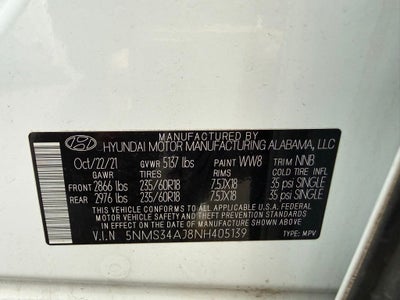 MANUFACTURED BY
HYUNDAI MOTOR MANUFACTURING ALABAMA, LLC
Oct/22/21 GVWR 5137 lbs PAINT WW8 TRIM NNB
GAWR TIRES RIMS COLD TIRE INFL
FRONT 2866 lbs 235/60R18 7.5JX18 35 psi SINGLE
REAR 2976 lbs 235/60R18 7.5JX18 35 psi SINGLE
THIS VEHICLE CONFORMS TO ALL APPLICABLE U.S.A. FEDERAL
MOTOR VEHICLE SAFETY AND THEFT PREVENTION STANDARDS
IN EFFECT ON THE DATE OF MANUFACTURE SHOWN ABOVE.
V.I.N 5NMS34AJ8NH405139 TYPE: MPV